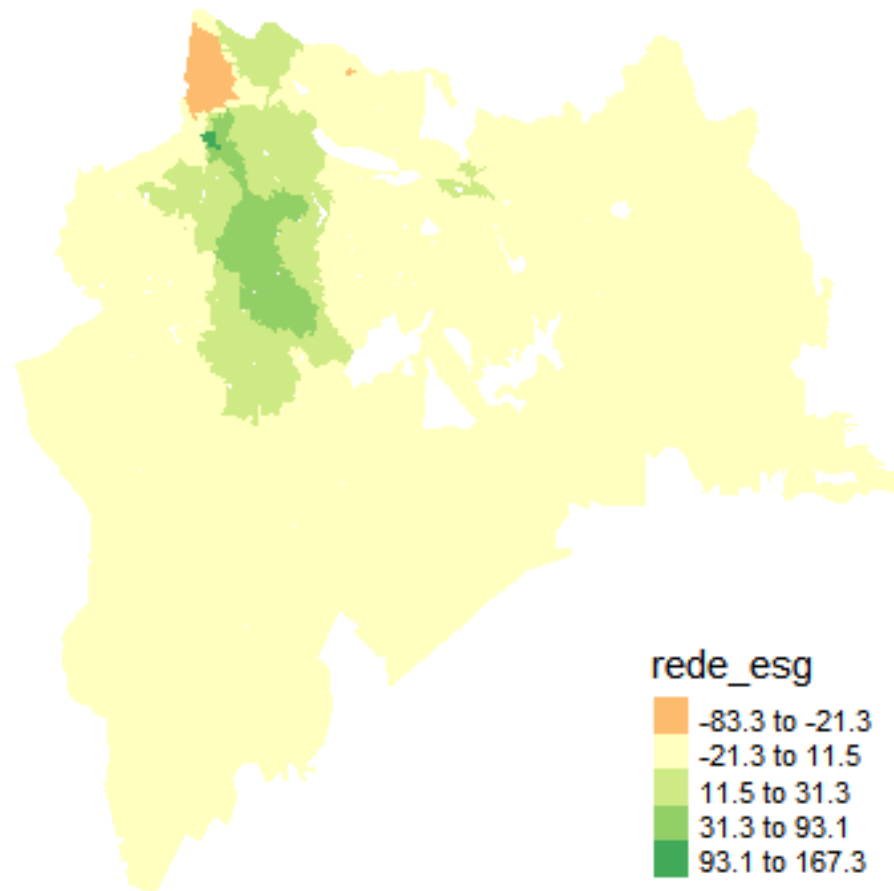 rede_esg
-83.3 to -21.3
-21.3 to 11.5
11.5 to 31.3
31.3 to 93.1
93.1 to 167.3